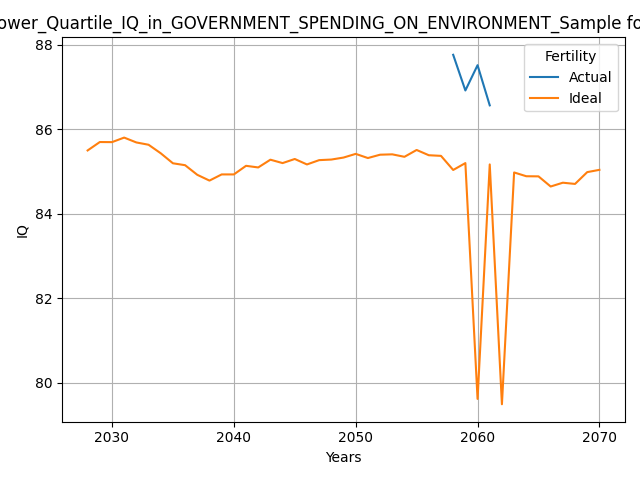 ower_Quartile_IQ_in_GOVERNMENT_SPENDING_ON_ENVIRONMENT_Sample fo
Fertility
Actual
Ideal
88
86
84
82
80
IQ
2030 2040 2050 2060 2070
Years